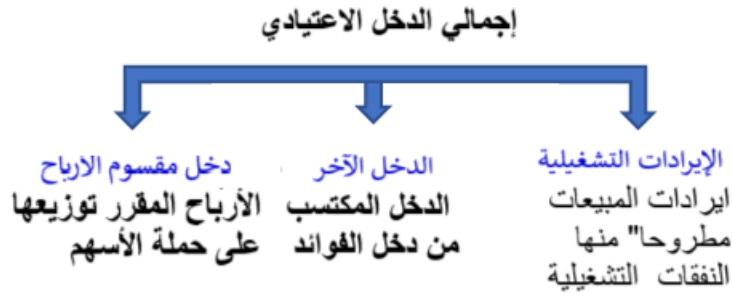 إجمالي الدخل الاعتيادي
الإيرادات التشغيلية
ايرادات المبيعات
مطروحا" منها
النفقات التشغيلية
الدخل الآخر
الدخل المكتسب
من دخل الفوائد
دخل مقسوم الارباح
الأرباح المقرر توزيعها
على حملة الأسهم